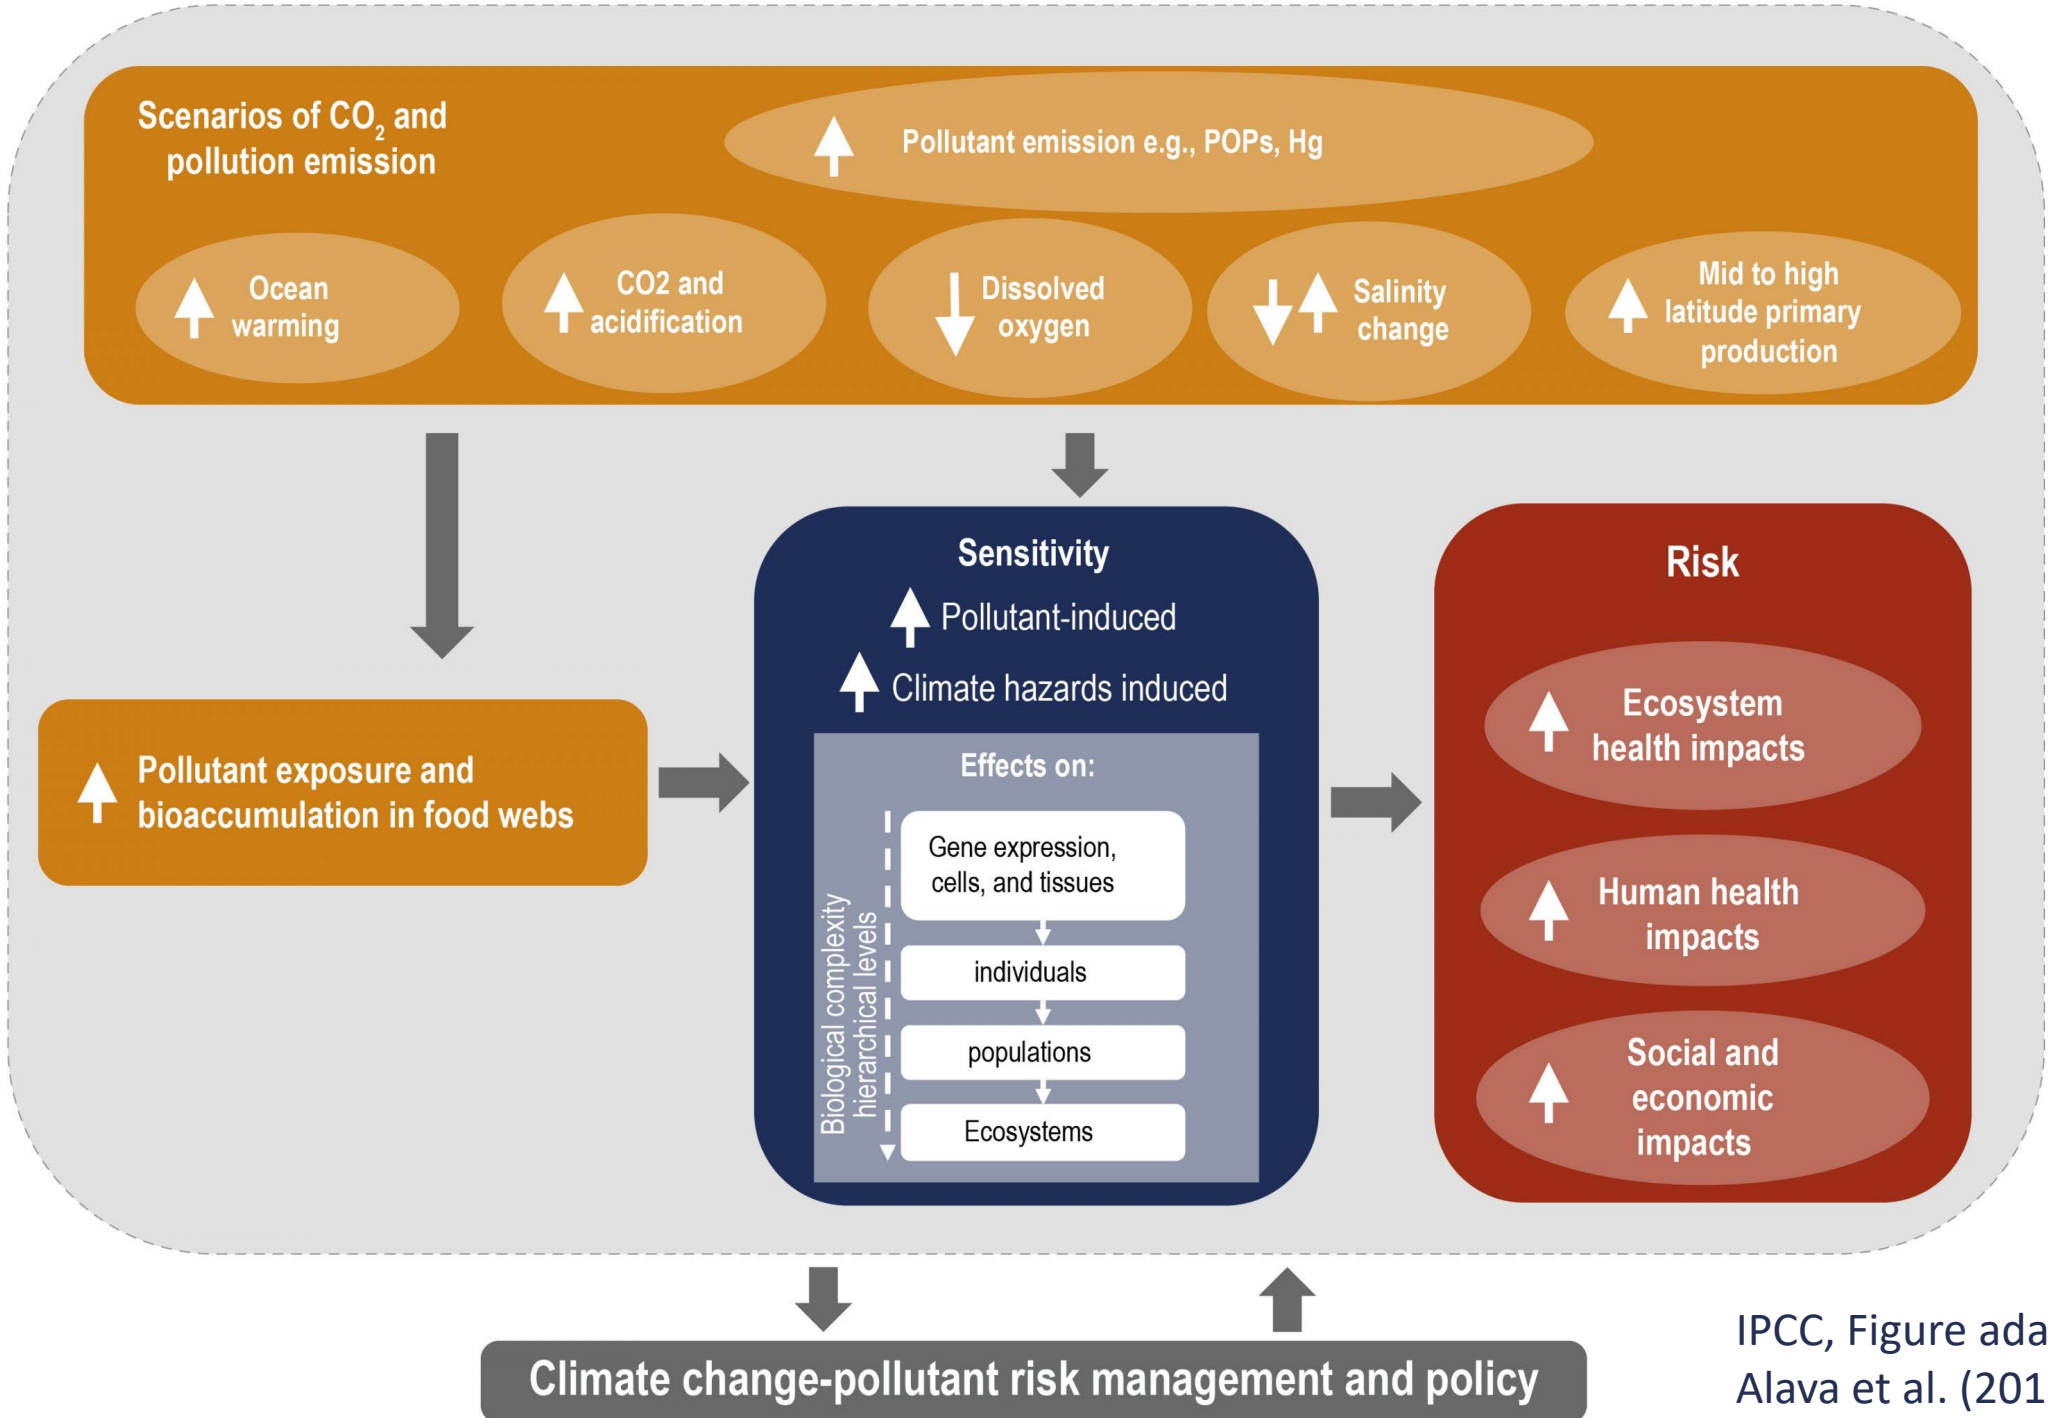 Scenarios of CO₂ and
pollution emission
Pollutant emission e.g., POPs, Hg
Ocean
warming
CO2 and
acidification
Dissolved
oxygen
Salinity
change
Mid to high
latitude primary
production
Pollutant exposure and
bioaccumulation in food webs
Sensitivity
Pollutant-induced
Climate hazards induced
Effects on:
Biological complexity
hierarchical levels
Gene expression,
cells, and tissues
individuals
populations
Ecosystems
Risk
Ecosystem
health impacts
Human health
impacts
Social and
economic
impacts
Climate change-pollutant risk management and policy
IPCC, Figure ada
Alava et al. (201